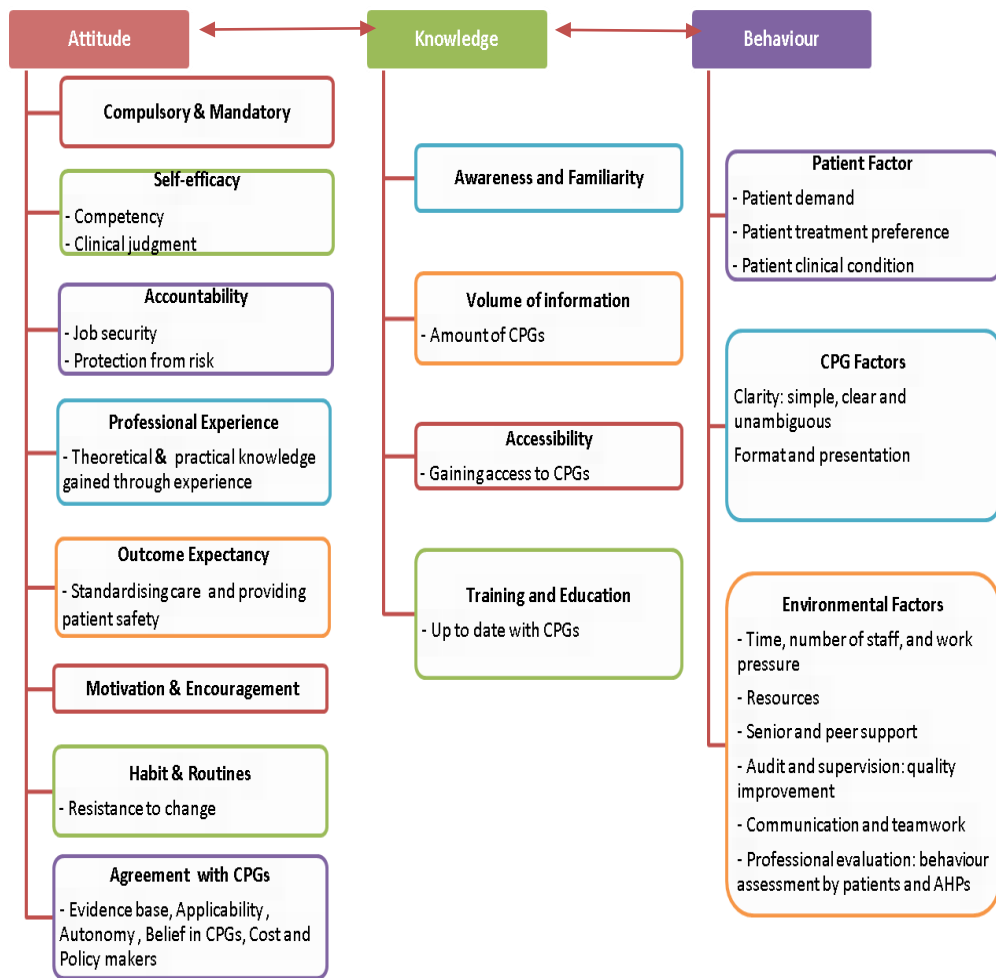 Attitude
Knowledge
Behaviour
Compulsory & Mandatory
Self-efficacy
- Competency
- Clinical judgment
Accountability
- Job security
- Protection from risk
Professional Experience
- Theoretical & practical knowledge
gained through experience
Outcome Expectancy
- Standardising care and providing
patient safety
Motivation & Encouragement
Habit & Routines
- Resistance to change
Agreement with CPGs
- Evidence base, Applicability,
Autonomy, Belief in CPGs, Cost and
Policy makers
Awareness and Familiarity
Volume of information
- Amount of CPGs
Accessibility
- Gaining access to CPGs
Training and Education
- Up to date with CPGs
Patient Factor
- Patient demand
- Patient treatment preference
- Patient clinical condition
CPG Factors
Clarity: simple, clear and
unambiguous
Format and presentation
Environmental Factors
- Time, number of staff, and work
pressure
- Resources
- Senior and peer support
- Audit and supervision: quality
improvement
- Communication and teamwork
- Professional evaluation: behaviour
assessment by patients and AHPs